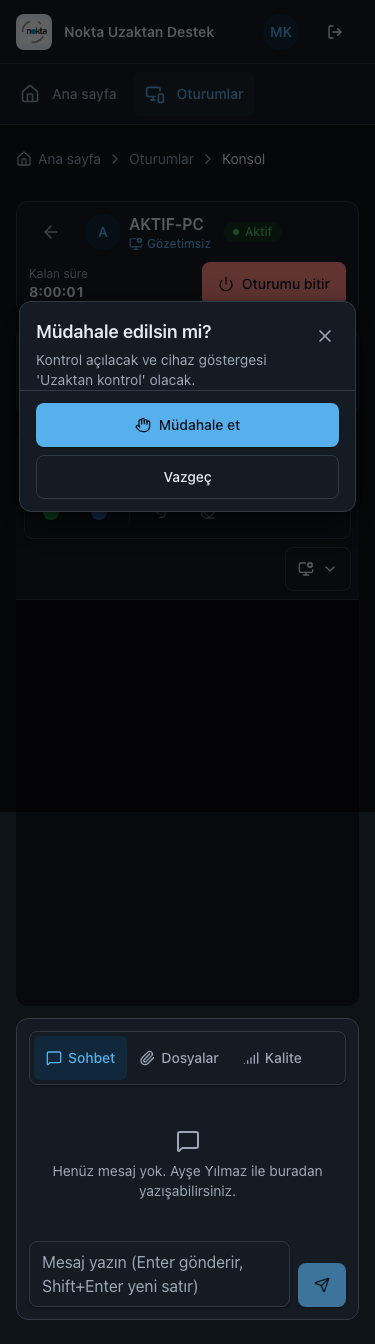 nokta
Nokta Uzaktan Destek
MK
Ana sayfa
Oturumlar
Ana sayfa
Oturumlar
Konsol
A
AKTIF-PC
Gözetimsiz
Aktif
Kalan süre
8:00:01
Oturumu bitir
Müdahale edilsin mi?
Kontrol açılacak ve cihaz göstergesi
'Uzaktan kontrol' olacak.
Müdahale et
Vazgeç
Sohbet
Dosyalar
Kalite
Henüz mesaj yok. Ayşe Yılmaz ile buradan
yazışabilirsiniz.
Mesaj yazın (Enter gönderir,
Shift+Enter yeni satır)